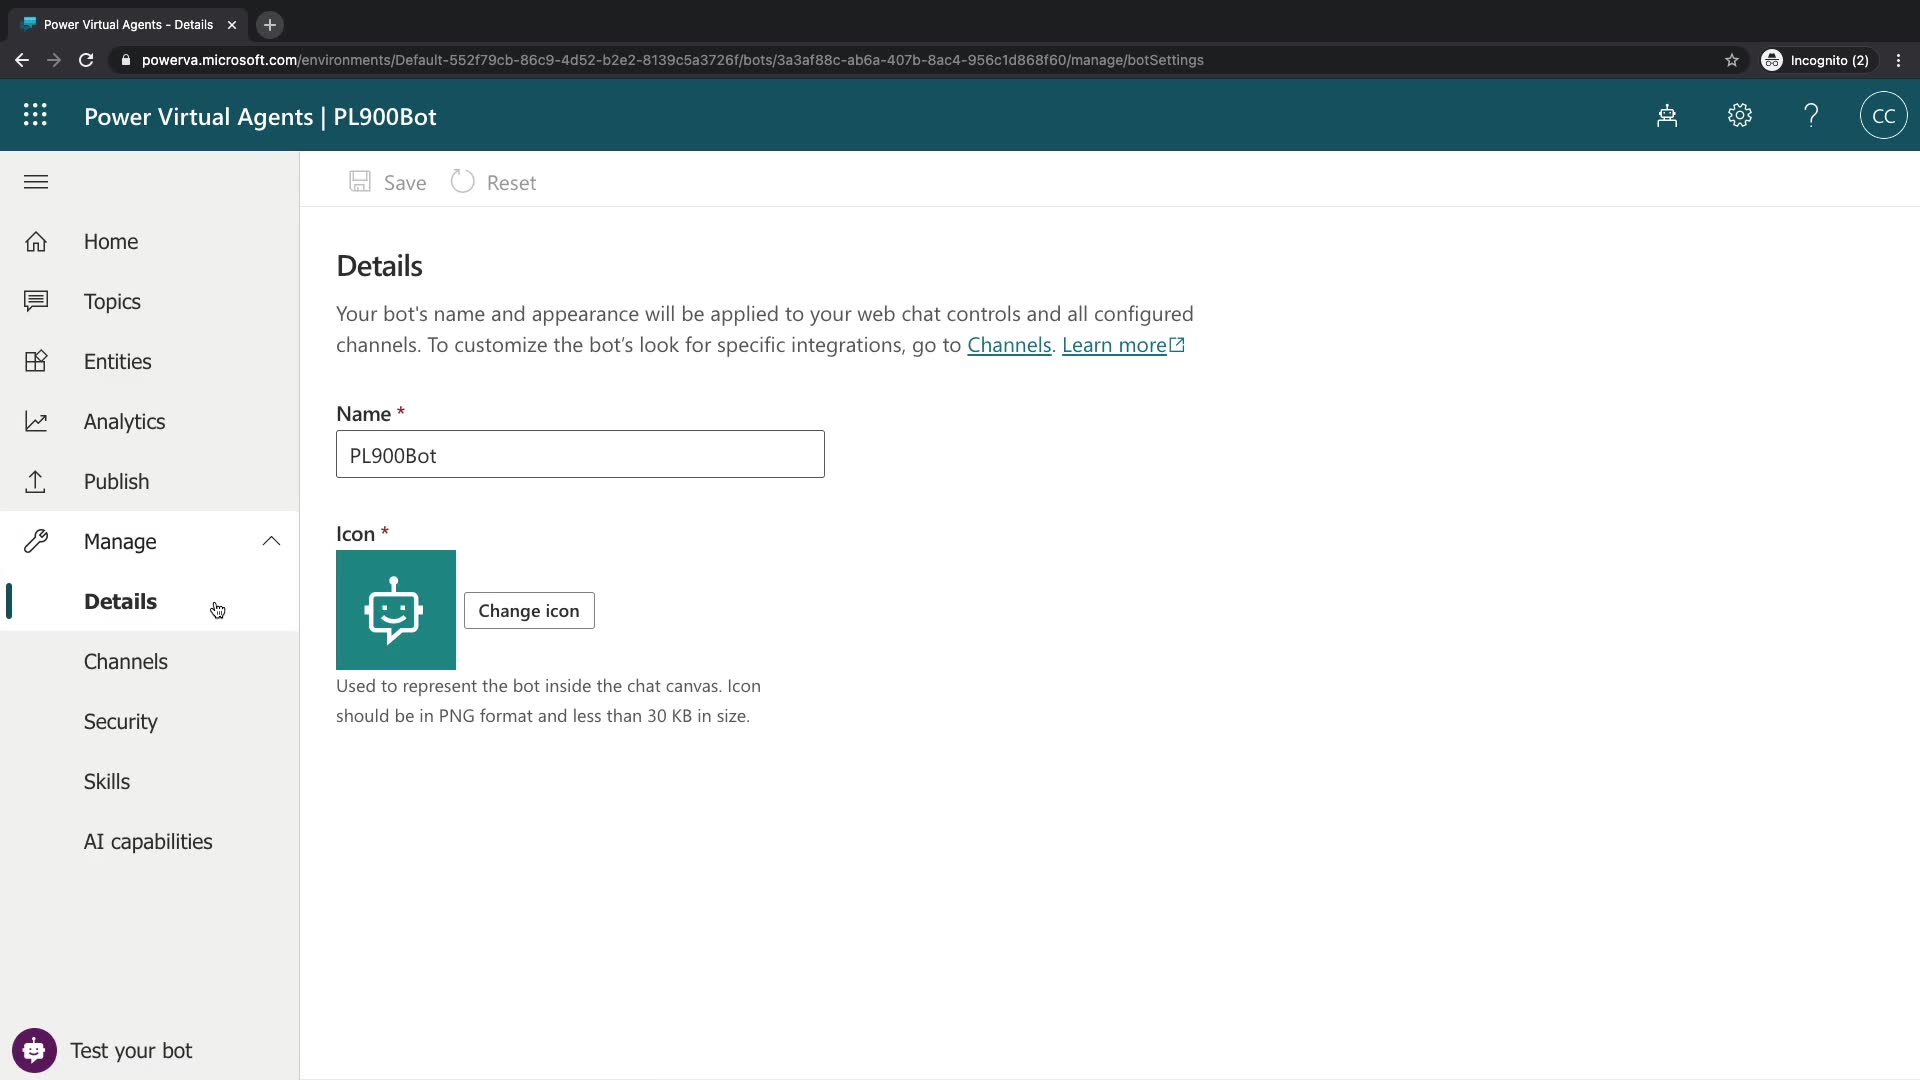 Power Virtual Agents - Details
powerva.microsoft.com/environments/Default-552f79cb-86c9-4d52-b2e2-8139c5a3726f/bots/3a3af88c-ab6a-407b-8ac4-956c1d868f60/manage/botSettings
Incognito (2)
Power Virtual Agents | PL900Bot
CC
Save
Reset
Home
Topics
Entities
Analytics
Publish
Manage
Details
Channels
Security
Skills
AI capabilities
Test your bot
Details
Your bot's name and appearance will be applied to your web chat controls and all configured
channels. To customize the bot's look for specific integrations, go to Channels. Learn more
Name *
PL900Bot
Icon *
Change icon
Used to represent the bot inside the chat canvas. Icon
should be in PNG format and less than 30 KB in size.